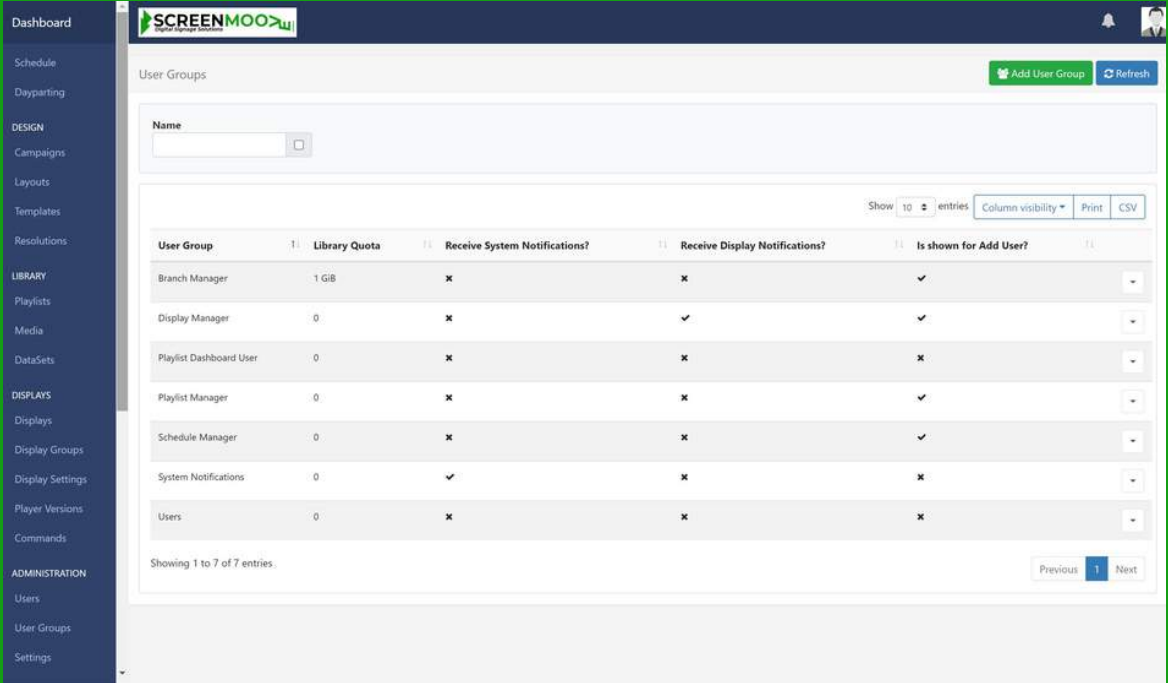 Dashboard
SCREENMOOVE
Digital Signage Solutions
Schedule
Dayparting
DESIGN
Campaigns
Layouts
Templates
Resolutions
LIBRARY
Playlists
Media
DataSets
DISPLAYS
Displays
Display Groups
Display Settings
Player Versions
Commands
ADMINISTRATION
Users
User Groups
Settings
User Groups
Add User Group Refresh
Name
Show 10 entries Column visibility Print CSV
User Group Library Quota Receive System Notifications? Receive Display Notifications? Is shown for Add User?
Branch Manager 1 GiB
Display Manager 0
Playlist Dashboard User 0
Playlist Manager 0
Schedule Manager 0
System Notifications 0
Users 0
Showing 1 to 7 of 7 entries
Previous 1 Next